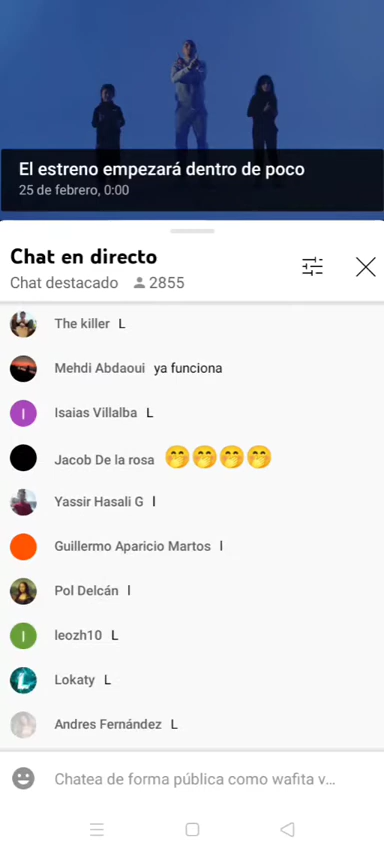 El estreno empezará dentro de poco
25 de febrero, 0:00
Chat en directo
Chat destacado 2855
The killer L
Mehdi Abdaoui ya funciona
I Isaias Villalba L
Jacob De la rosa 🤭🤭🤭🤭
Yassir Hasali G l
Guillermo Aparicio Martos l
Pol Delcán l
l leozh10 L
Lokaty L
Andres Fernández L
Chatea de forma pública como wafita v...